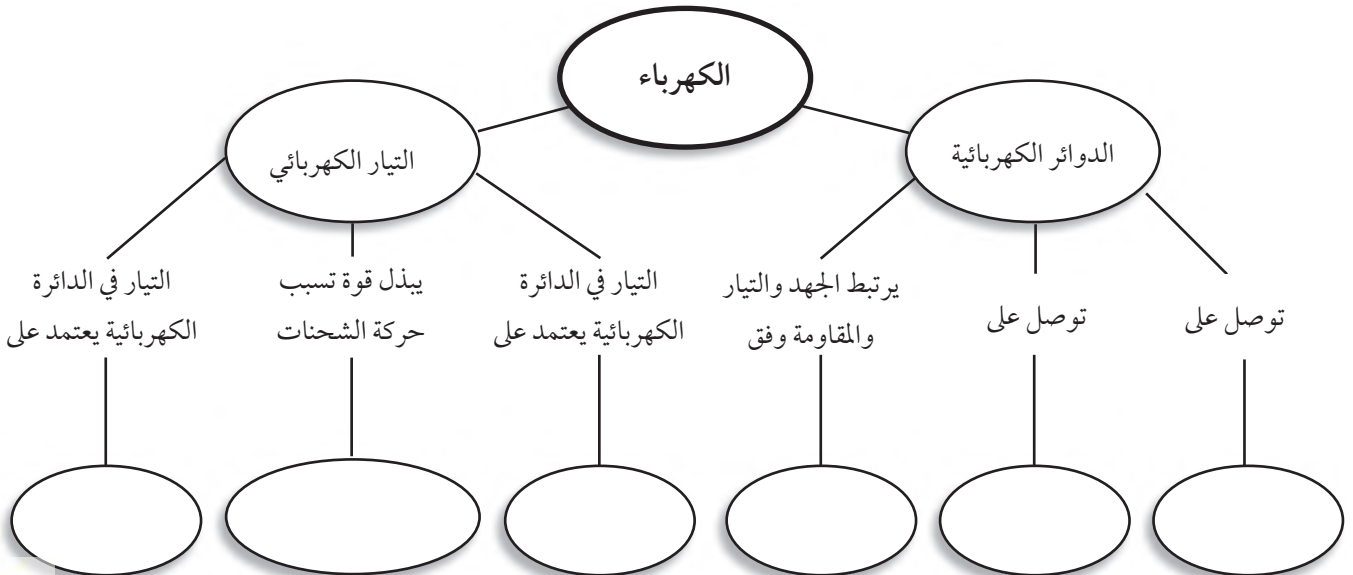 الكهرباء
الدوائر الكهربائية
التيار الكهربائي
توصل على
توصل على
يرتبط الجهد والتيار
والمقاومة وفق
التيار في الدائرة
الكهربائية يعتمد على
يبذل قوة تسبب
حركة الشحنات
التيار في الدائرة
الكهربائية يعتمد على